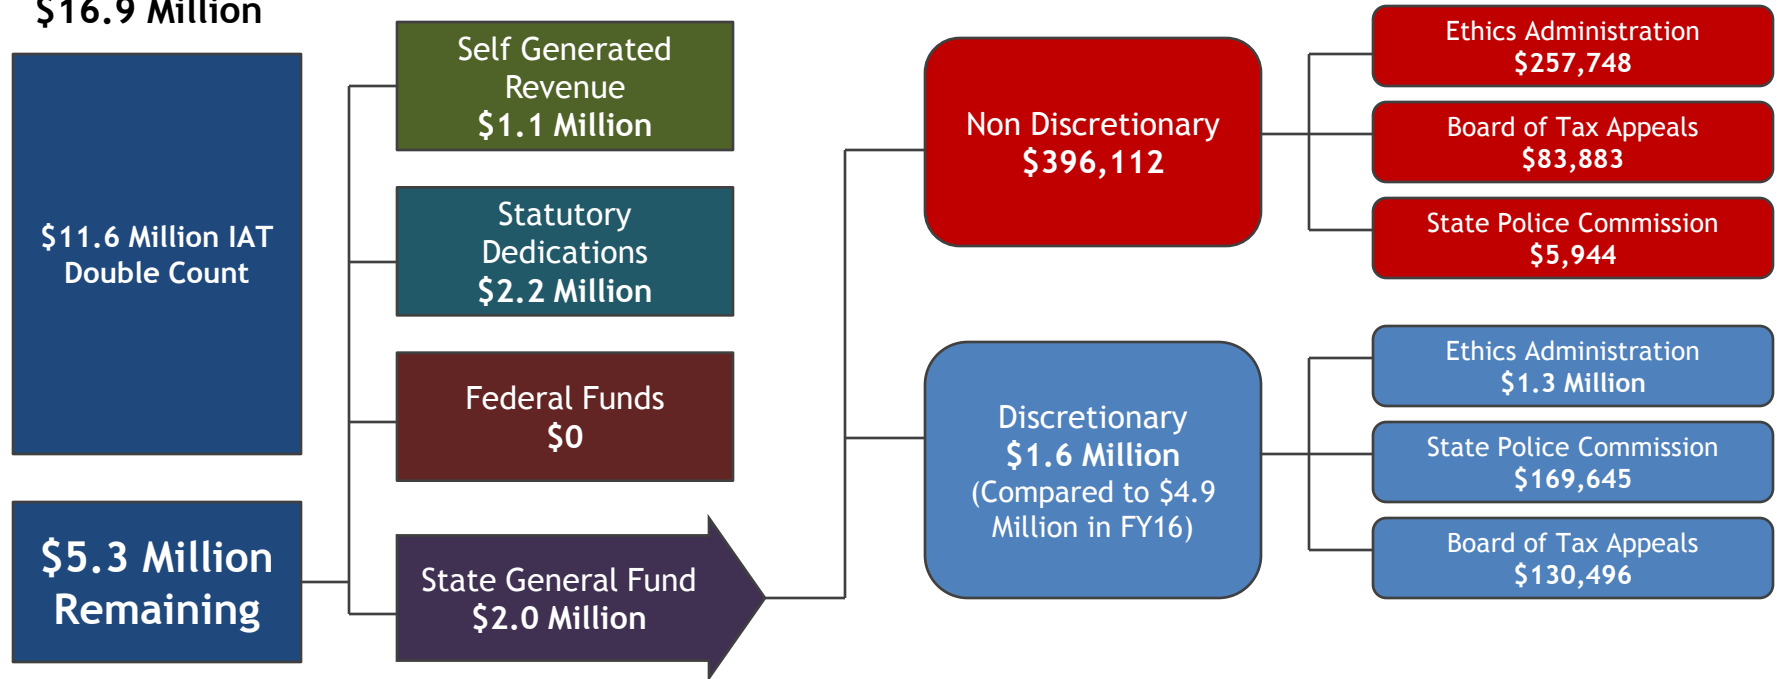 $16.9 Million
$11.6 Million IAT
Double Count
$5.3 Million
Remaining
Self Generated
Revenue
$1.1 Million
Statutory
Dedications
$2.2 Million
Federal Funds
$0
State General Fund
$2.0 Million
Non Discretionary
$396,112
Discretionary
$1.6 Million
(Compared to $4.9
Million in FY16)
Ethics Administration
$257,748
Board of Tax Appeals
$83,883
State Police Commission
$5,944
Ethics Administration
$1.3 Million
State Police Commission
$169,645
Board of Tax Appeals
$130,496